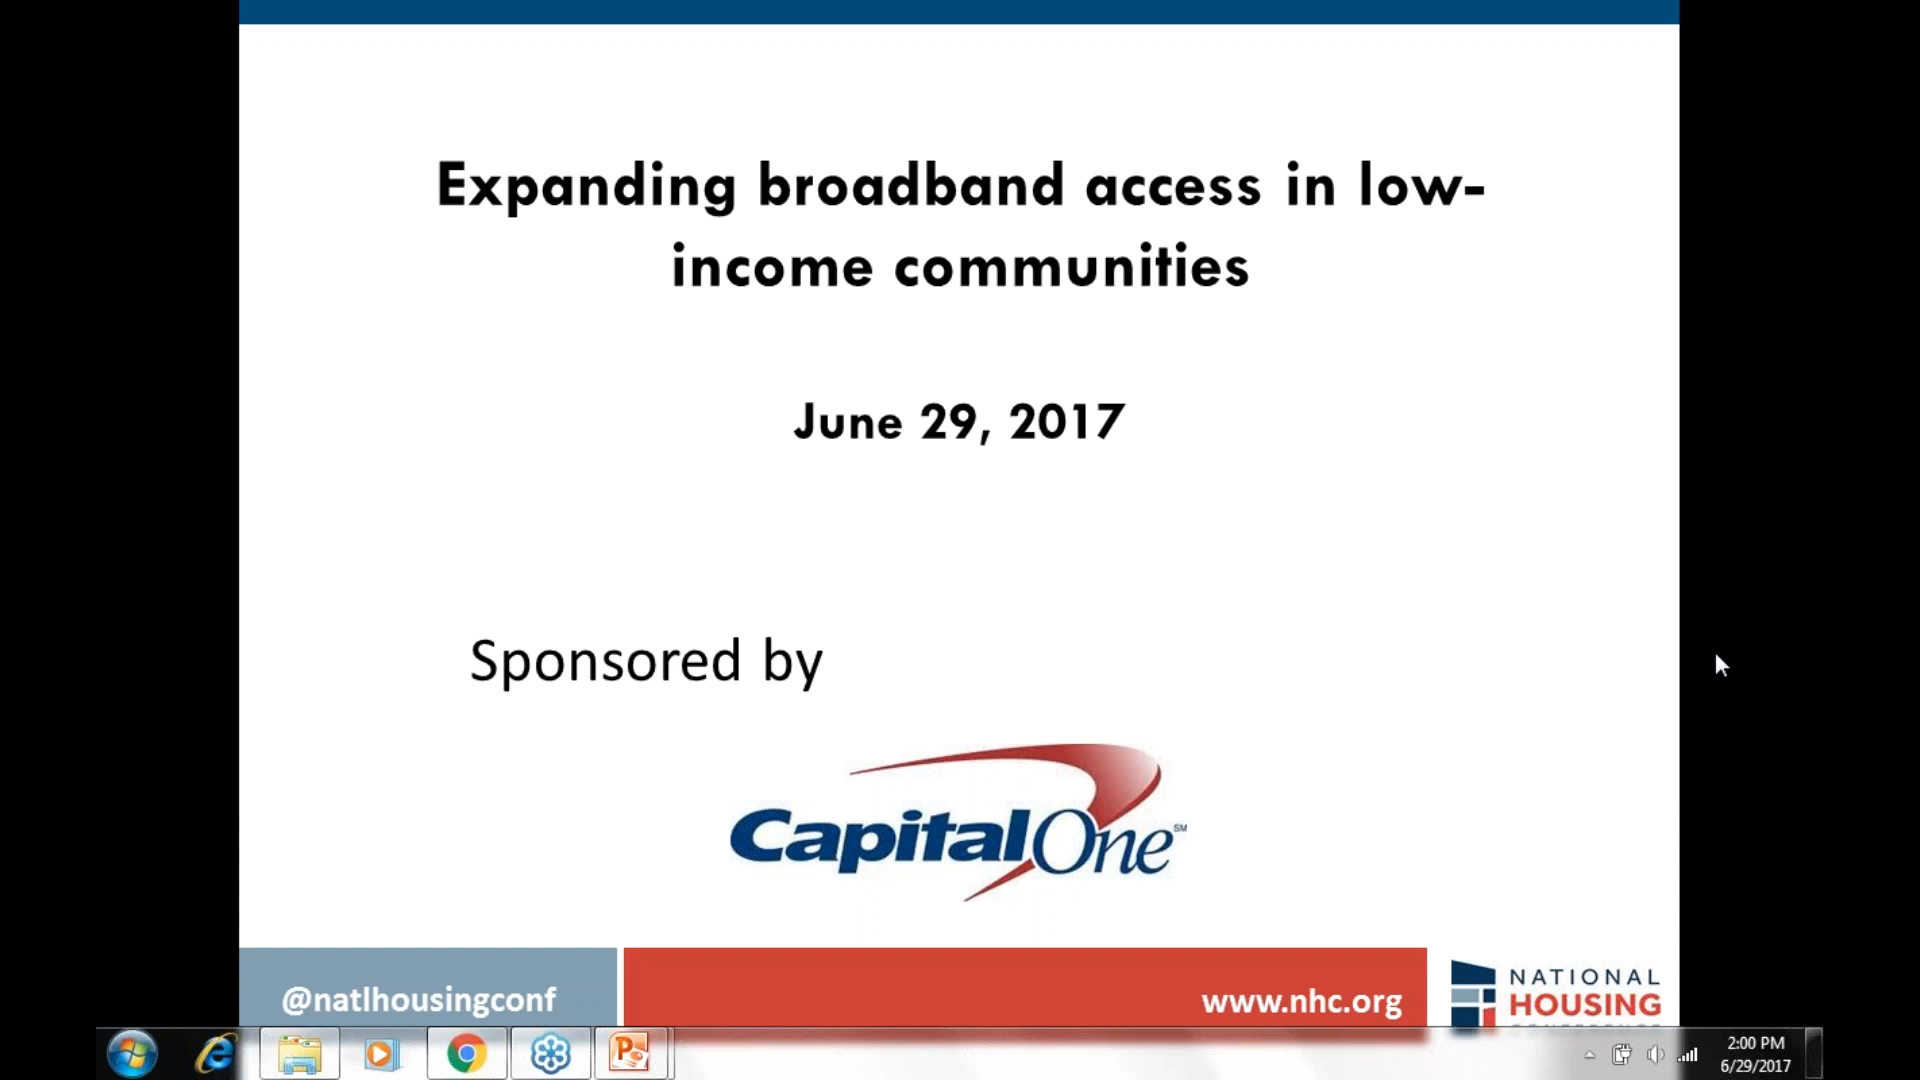 Expanding broadband access in low-
income communities
June 29, 2017
Sponsored by
CapitalOne℠
@natlhousingconf
www.nhc.org
NATIONAL
HOUSING
2:00 PM
6/29/2017